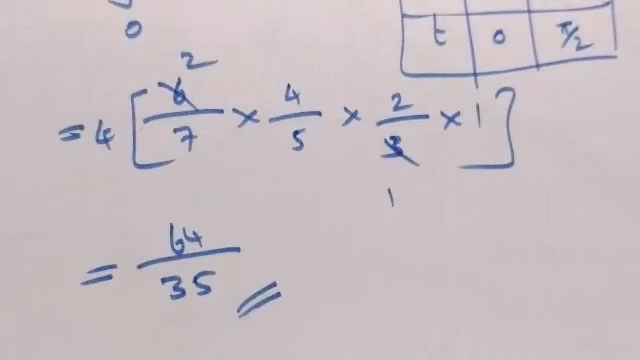 0
t 0 π/2
= 4 [ 6/7 2 × 4/5 × 2/3 1 × 1 ]
= 64/35